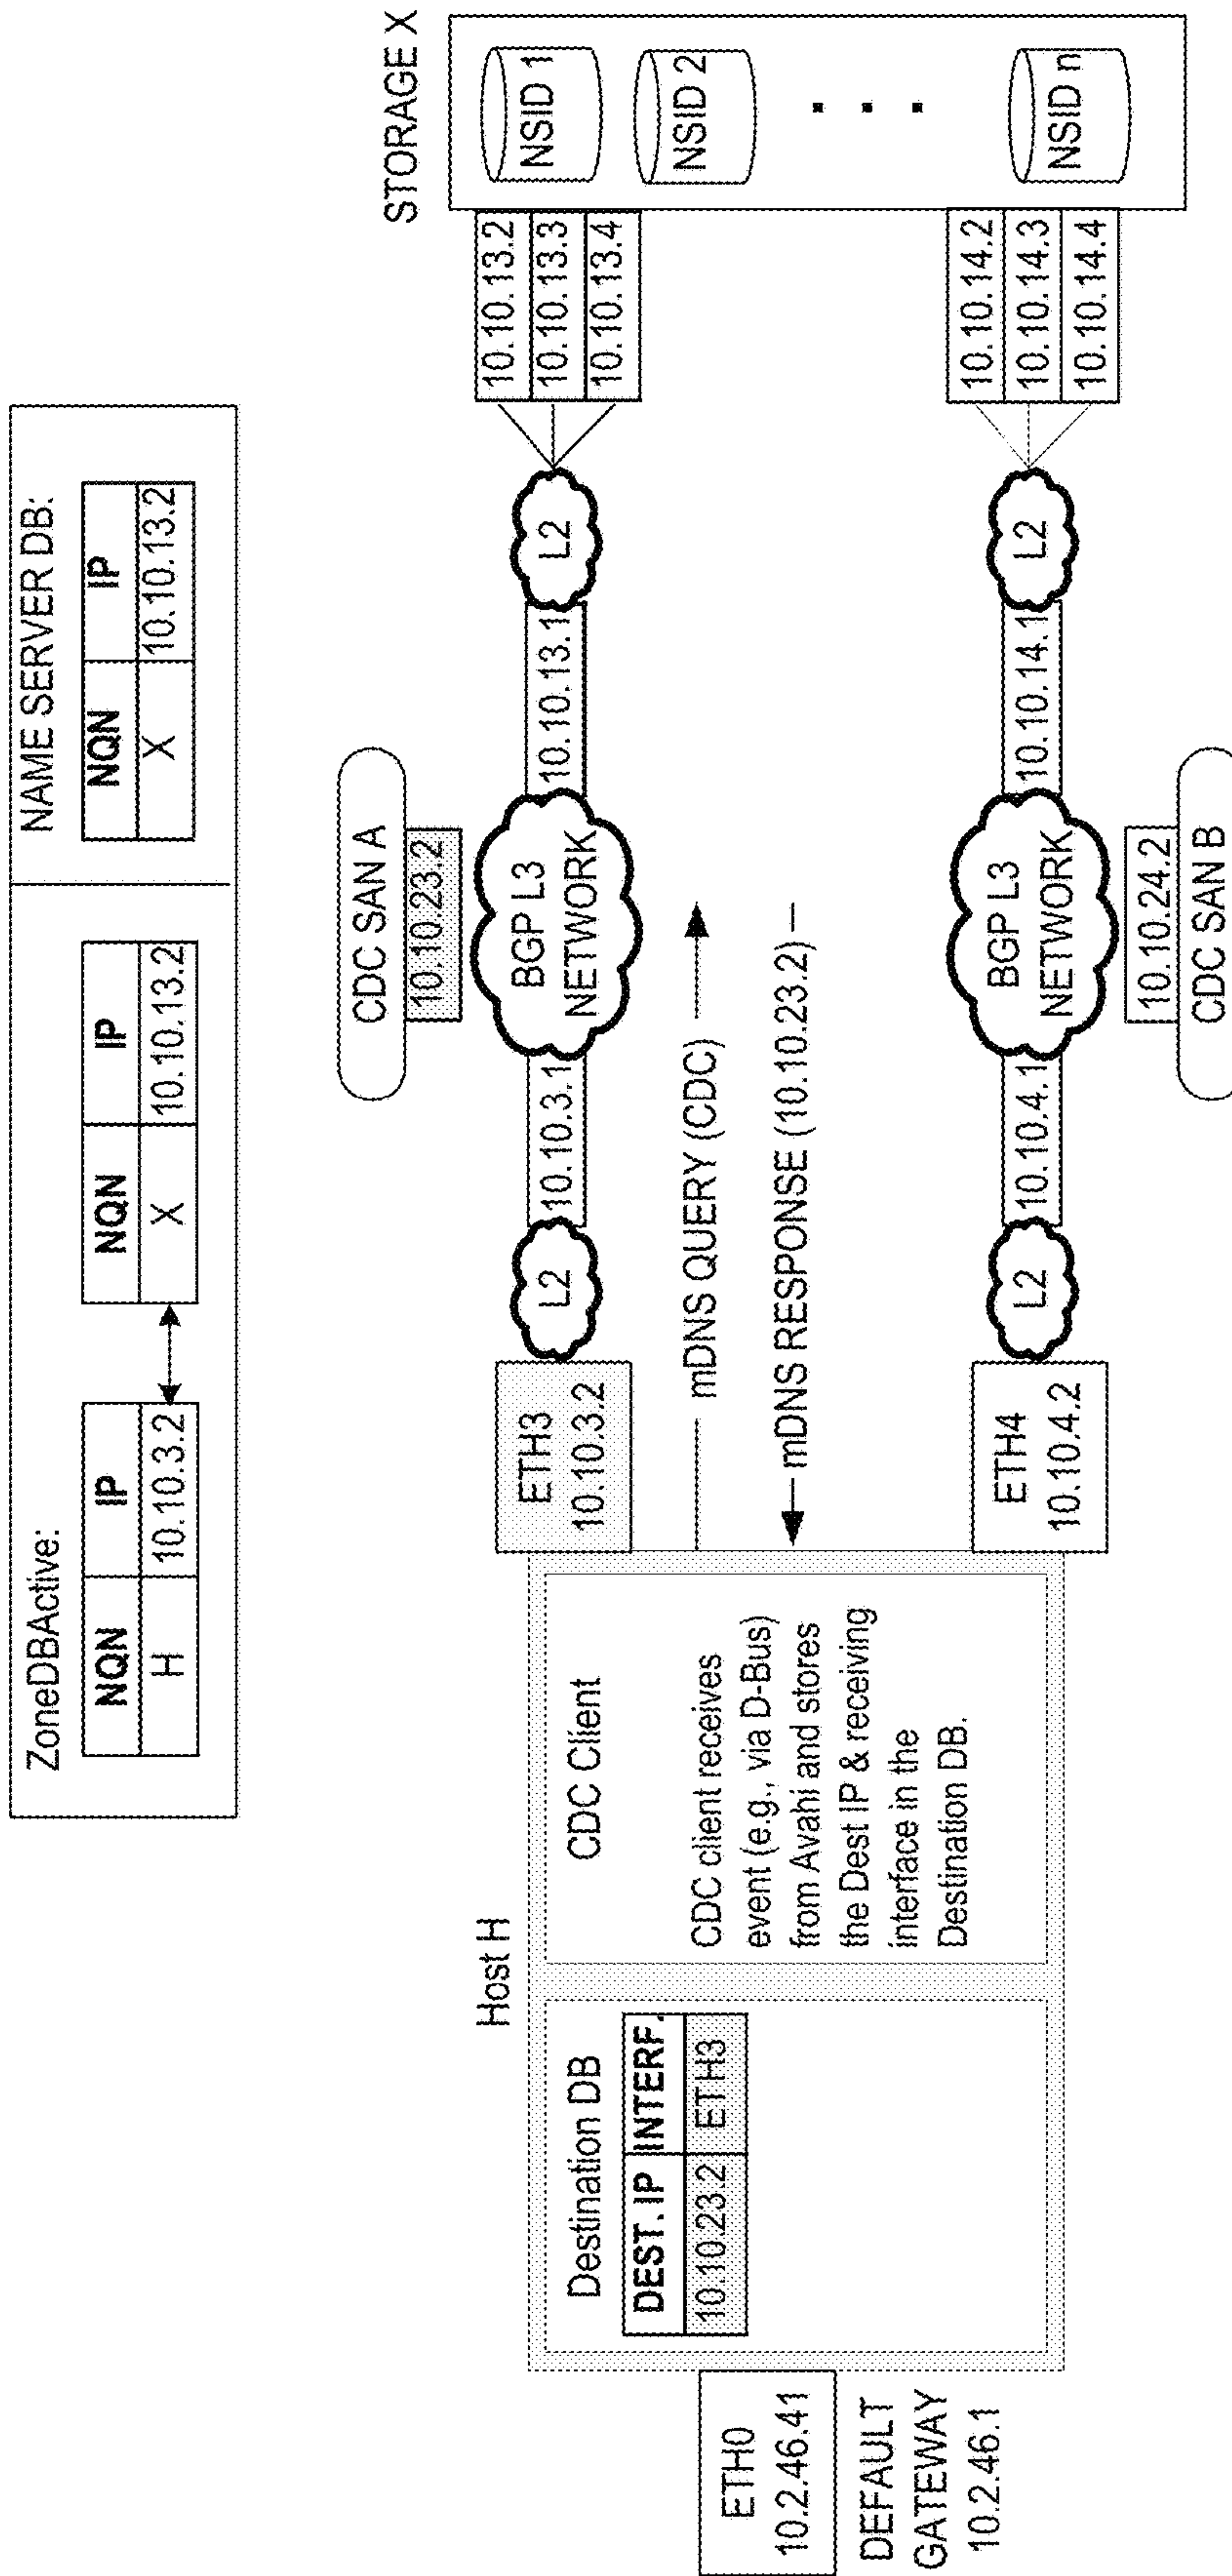 ZoneDBActive:
NQN IP
H 10.10.3.2
NQN IP
X 10.10.13.2
NAME SERVER DB:
NQN IP
X 10.10.13.2
Host H
Destination DB
DEST. IP INTERF.
10.10.23.2 ETH3
CDC Client
CDC client receives
event (e.g., via D-Bus)
from Avahi and stores
the Dest IP & receiving
interface in the
Destination DB.
ETH0
10.2.46.41
DEFAULT
GATEWAY
10.2.46.1
ETH3
10.10.3.2
L2
10.10.3.1
CDC SAN A
10.10.23.2
BGP L3
NETWORK
10.10.13.1
L2
10.10.13.2
10.10.13.3
10.10.13.4
mDNS QUERY (CDC)
mDNS RESPONSE (10.10.23.2)
ETH4
10.10.4.2
L2
10.10.4.1
BGP L3
NETWORK
10.10.24.2
CDC SAN B
10.10.14.1
L2
10.10.14.2
10.10.14.3
10.10.14.4
STORAGE X
NSID 1
NSID 2
NSID n